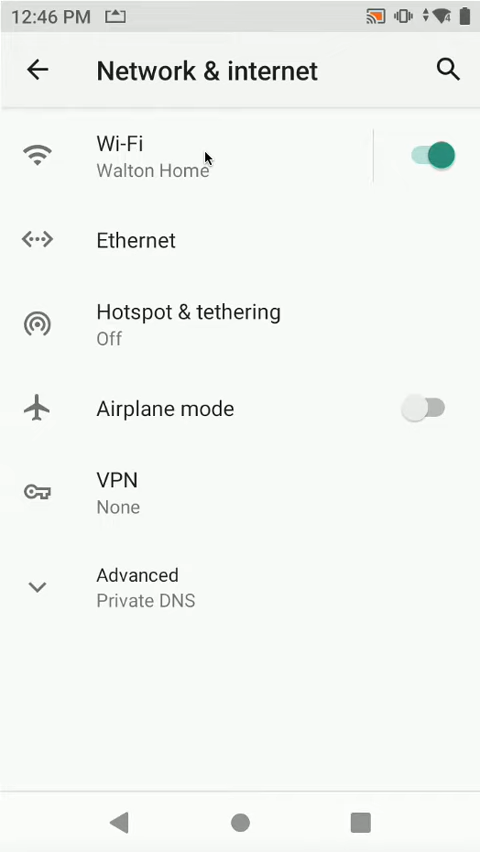 12:46 PM
Network & internet
Wi-Fi
Walton Home
Ethernet
Hotspot & tethering
Off
Airplane mode
VPN
None
Advanced
Private DNS